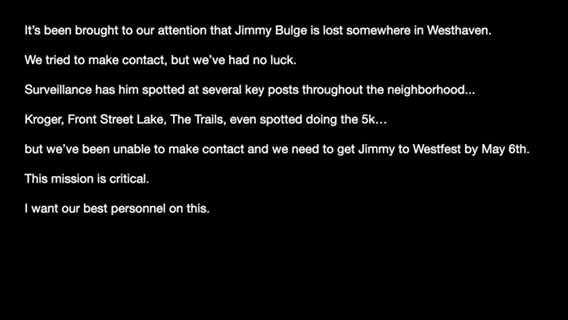 It's been brought to our attention that Jimmy Bulge is lost somewhere in Westhaven.
We tried to make contact, but we've had no luck.
Surveillance has him spotted at several key posts throughout the neighborhood...
Kroger, Front Street Lake, The Trails, even spotted doing the 5k…
but we've been unable to make contact and we need to get Jimmy to Westfest by May 6th.
This mission is critical.
I want our best personnel on this.